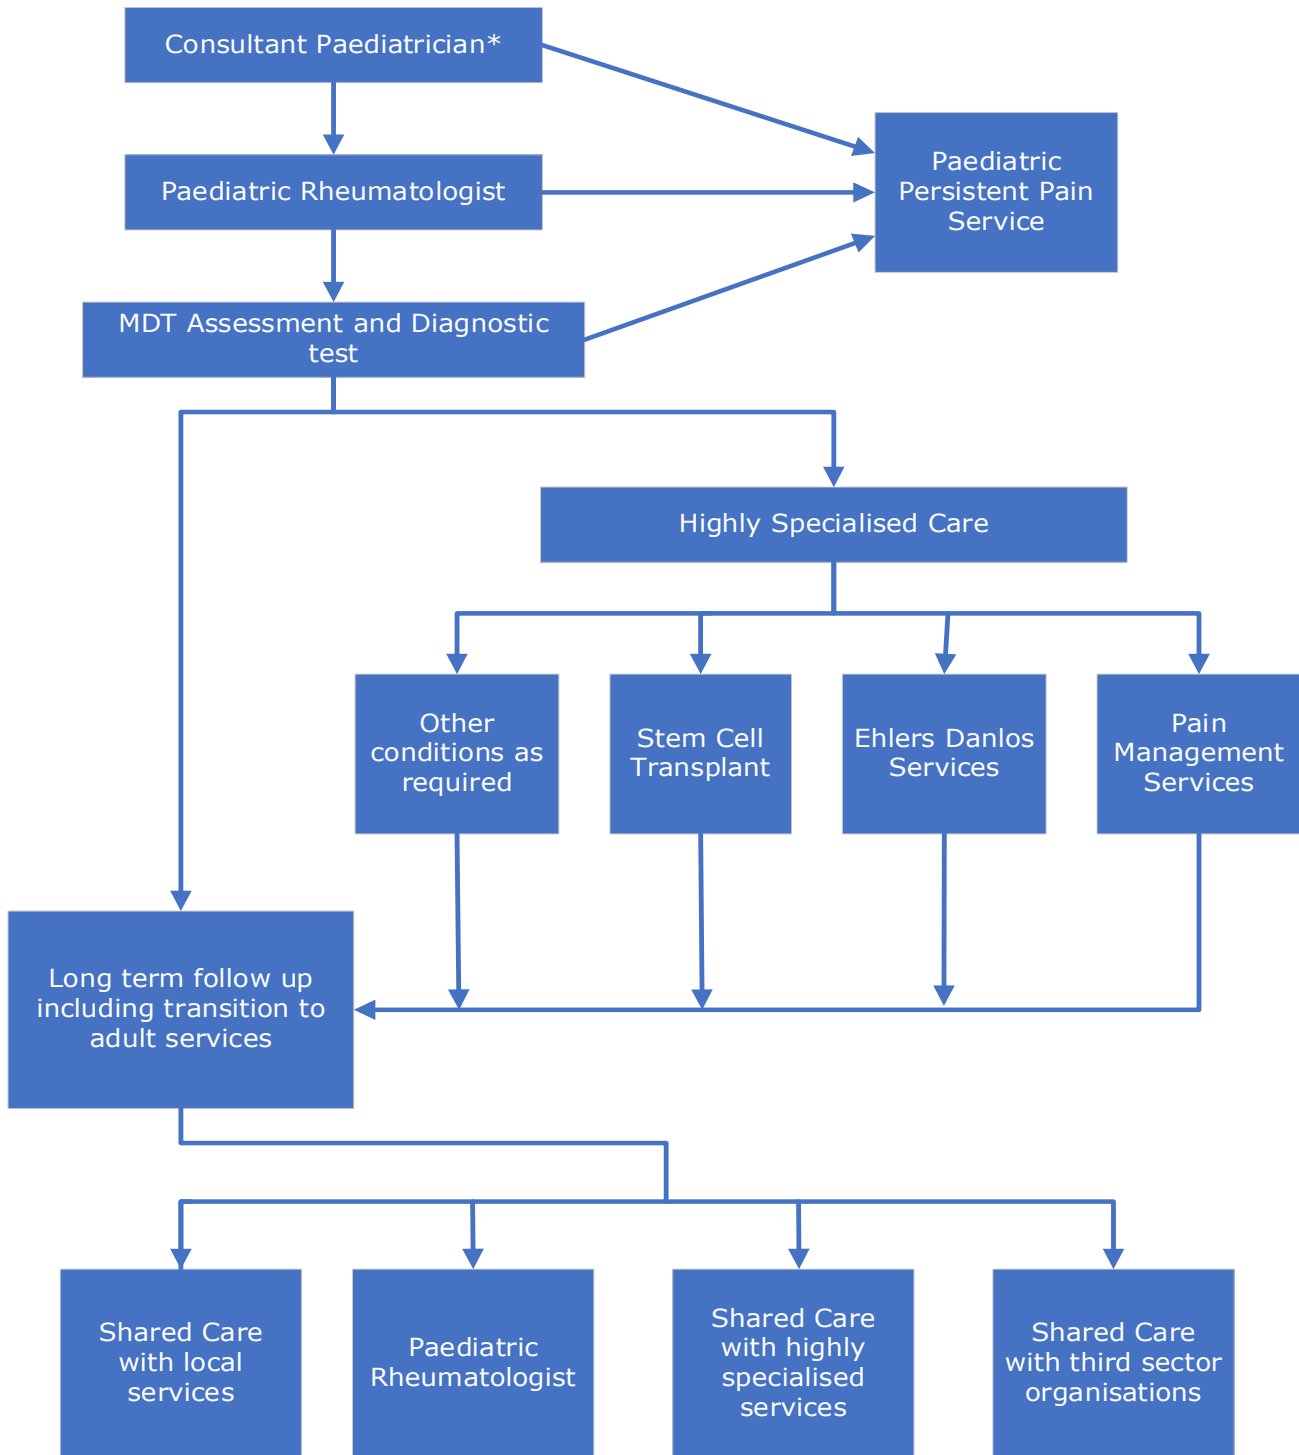 Consultant Paediatrician*
Paediatric
Persistent Pain
Service
Paediatric Rheumatologist
MDT Assessment and Diagnostic
test
Highly Specialised Care
Other
conditions as
required
Stem Cell
Transplant
Ehlers Danlos
Services
Pain
Management
Services
Long term follow up
including transition to
adult services
Shared Care
with local
services
Paediatric
Rheumatologist
Shared Care
with highly
specialised
services
Shared Care
with third sector
organisations